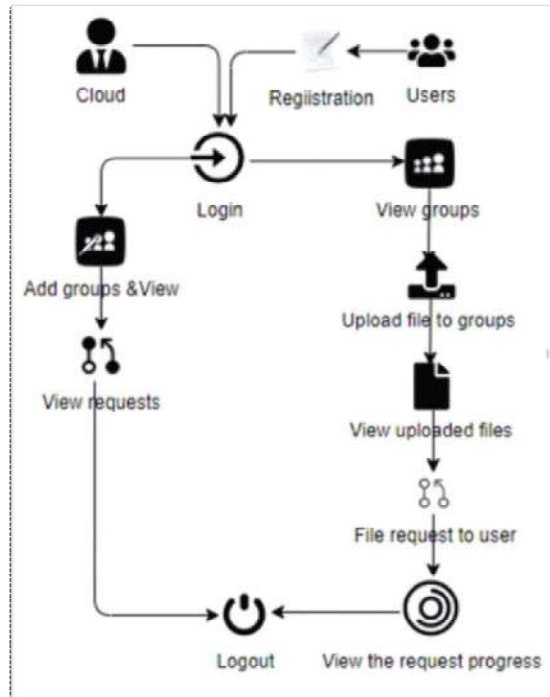 Cloud
Regiistration
Users
Login
View groups
Add groups &View
Upload file to groups
View requests
View uploaded files
File request to user
Logout
View the request progress